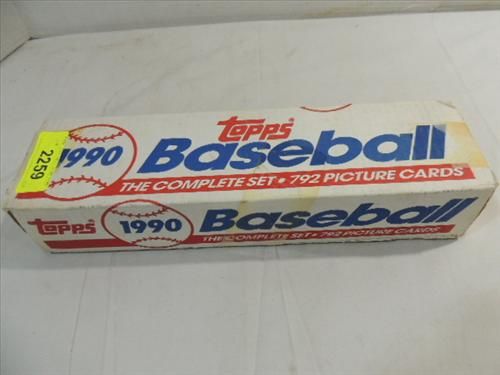 2259
Topps
1990 Baseball
THE COMPLETE SET • 792 PICTURE CARDS
Topps 1990 Baseball
THE COMPLETE SET • 792 PICTURE CARDS